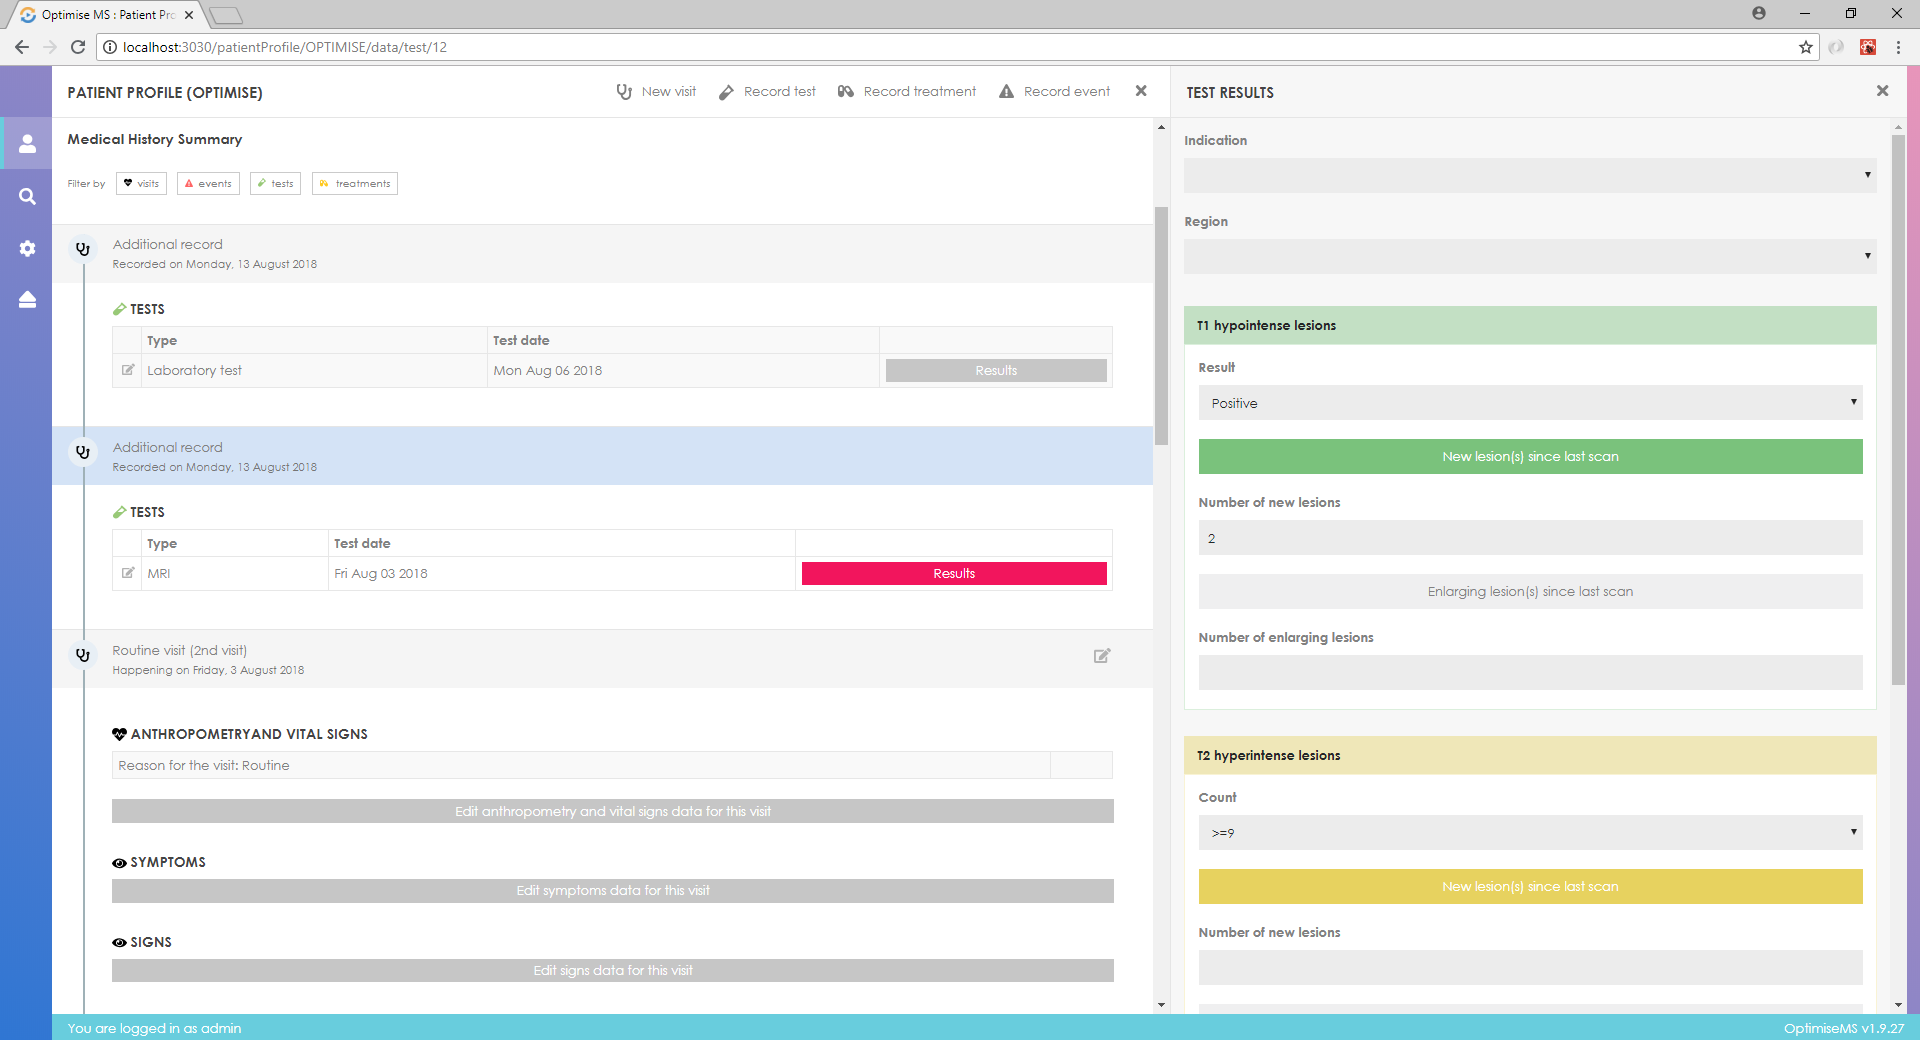 Optimise MS : Patient Pro
localhost:3030/patientProfile/OPTIMISE/data/test/12
PATIENT PROFILE (OPTIMISE)
New visit
Record test
Record treatment
Record event
Medical History Summary
Filter by
visits
events
tests
treatments
Additional record
Recorded on Monday, 13 August 2018
TESTS
Type
Test date
Laboratory test
Mon Aug 06 2018
Results
Additional record
Recorded on Monday, 13 August 2018
TESTS
Type
Test date
MRI
Fri Aug 03 2018
Results
Routine visit (2nd visit)
Happening on Friday, 3 August 2018
ANTHROPOMETRYAND VITAL SIGNS
Reason for the visit: Routine
Edit anthropometry and vital signs data for this visit
SYMPTOMS
Edit symptoms data for this visit
SIGNS
Edit signs data for this visit
TEST RESULTS
Indication
Region
T1 hypointense lesions
Result
Positive
New lesion(s) since last scan
Number of new lesions
2
Enlarging lesion(s) since last scan
Number of enlarging lesions
T2 hyperintense lesions
Count
>=9
New lesion(s) since last scan
Number of new lesions
You are logged in as admin
OptimiseMS v1.9.27